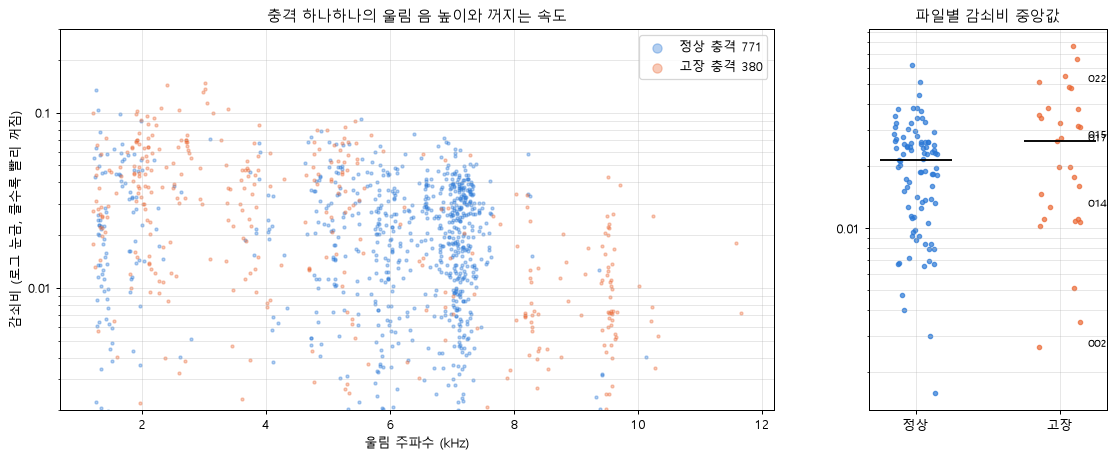 충격 하나하나의 울림 음 높이와 꺼지는 속도
정상 충격 771
고장 충격 380
감쇠비 (로그 눈금, 클수록 빨리 꺼짐)
0.1
0.01
2
4
6
8
10
12
울림 주파수 (kHz)
파일별 감쇠비 중앙값
0.01
O22
O15
O14
O02
정상
고장